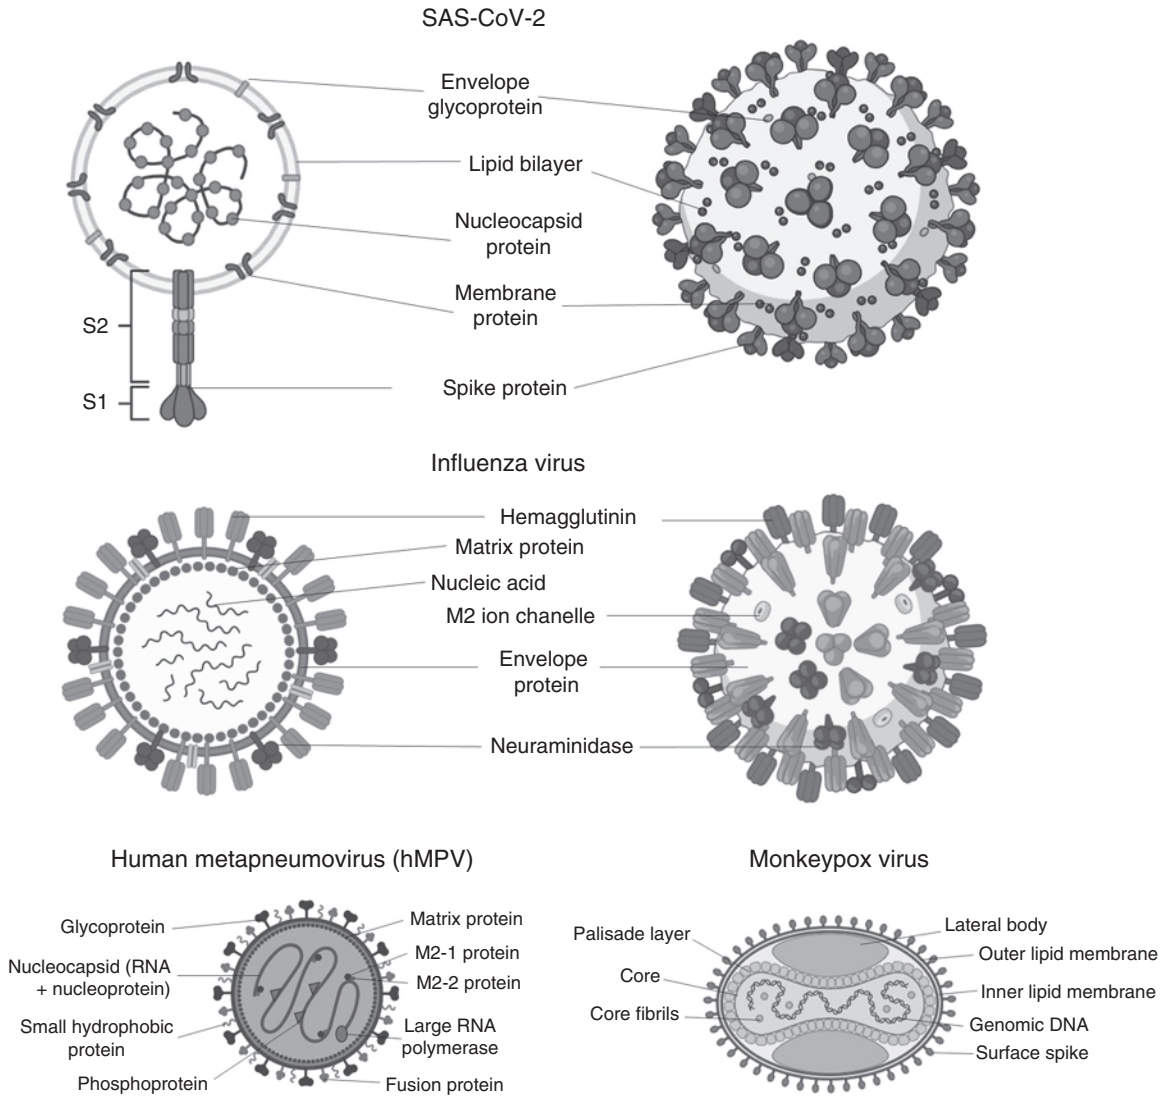 SAS-CoV-2
Envelope
glycoprotein
Lipid bilayer
Nucleocapsid
protein
Membrane
protein
S2
Spike protein
S1
Influenza virus
Hemagglutinin
Matrix protein
Nucleic acid
M2 ion chanelle
Envelope
protein
Neuraminidase
Human metapneumovirus (hMPV)
Glycoprotein
Nucleocapsid (RNA
+ nucleoprotein)
Small hydrophobic
protein
Phosphoprotein
Matrix protein
M2-1 protein
M2-2 protein
Large RNA
polymerase
Fusion protein
Monkeypox virus
Palisade layer
Core
Core fibrils
Lateral body
Outer lipid membrane
Inner lipid membrane
Genomic DNA
Surface spike